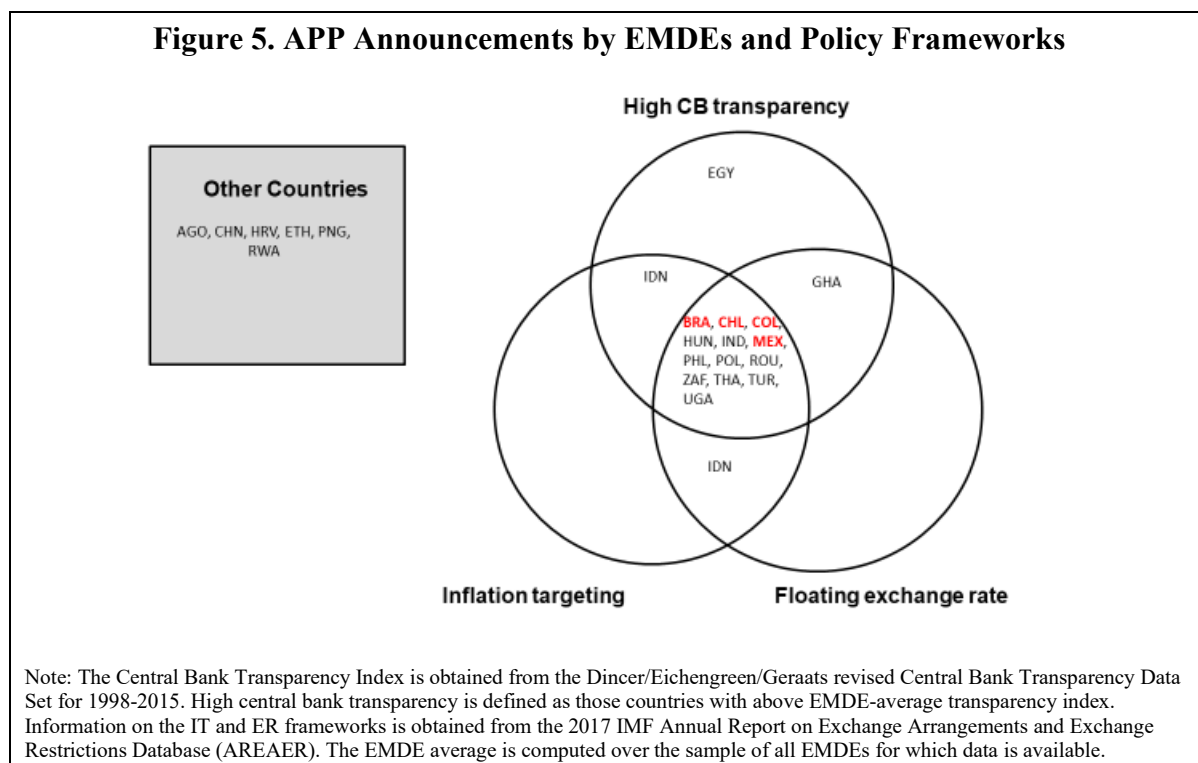 Figure 5. APP Announcements by EMDEs and Policy Frameworks
High CB transparency
Other Countries
AGO, CHN, HRV, ETH, PNG,
RWA
EGY
IDN
GHA
BRA, CHL, COL,
HUN, IND, MEX,
PHL, POL, ROU,
ZAF, THA, TUR,
UGA
IDN
Inflation targeting
Floating exchange rate
Note: The Central Bank Transparency Index is obtained from the Dincer/Eichengreen/Geraats revised Central Bank Transparency Data
Set for 1998-2015. High central bank transparency is defined as those countries with above EMDE-average transparency index.
Information on the IT and ER frameworks is obtained from the 2017 IMF Annual Report on Exchange Arrangements and Exchange
Restrictions Database (AREAER). The EMDE average is computed over the sample of all EMDEs for which data is available.